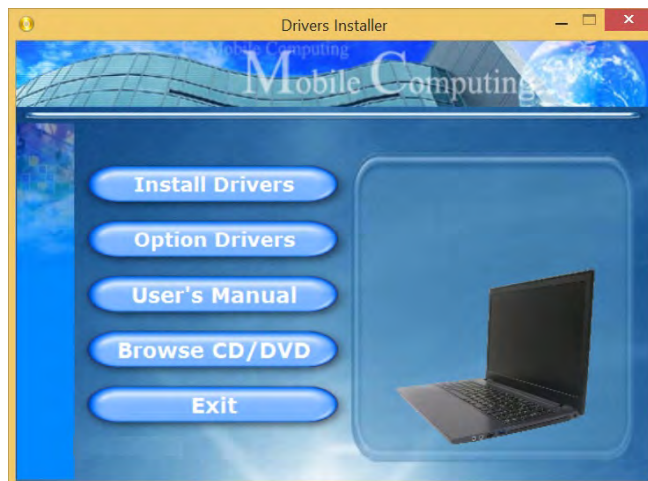 Drivers Installer
Mobile Computing
Mobile Computing
Install Drivers
Option Drivers
User's Manual
Browse CD/DVD
Exit